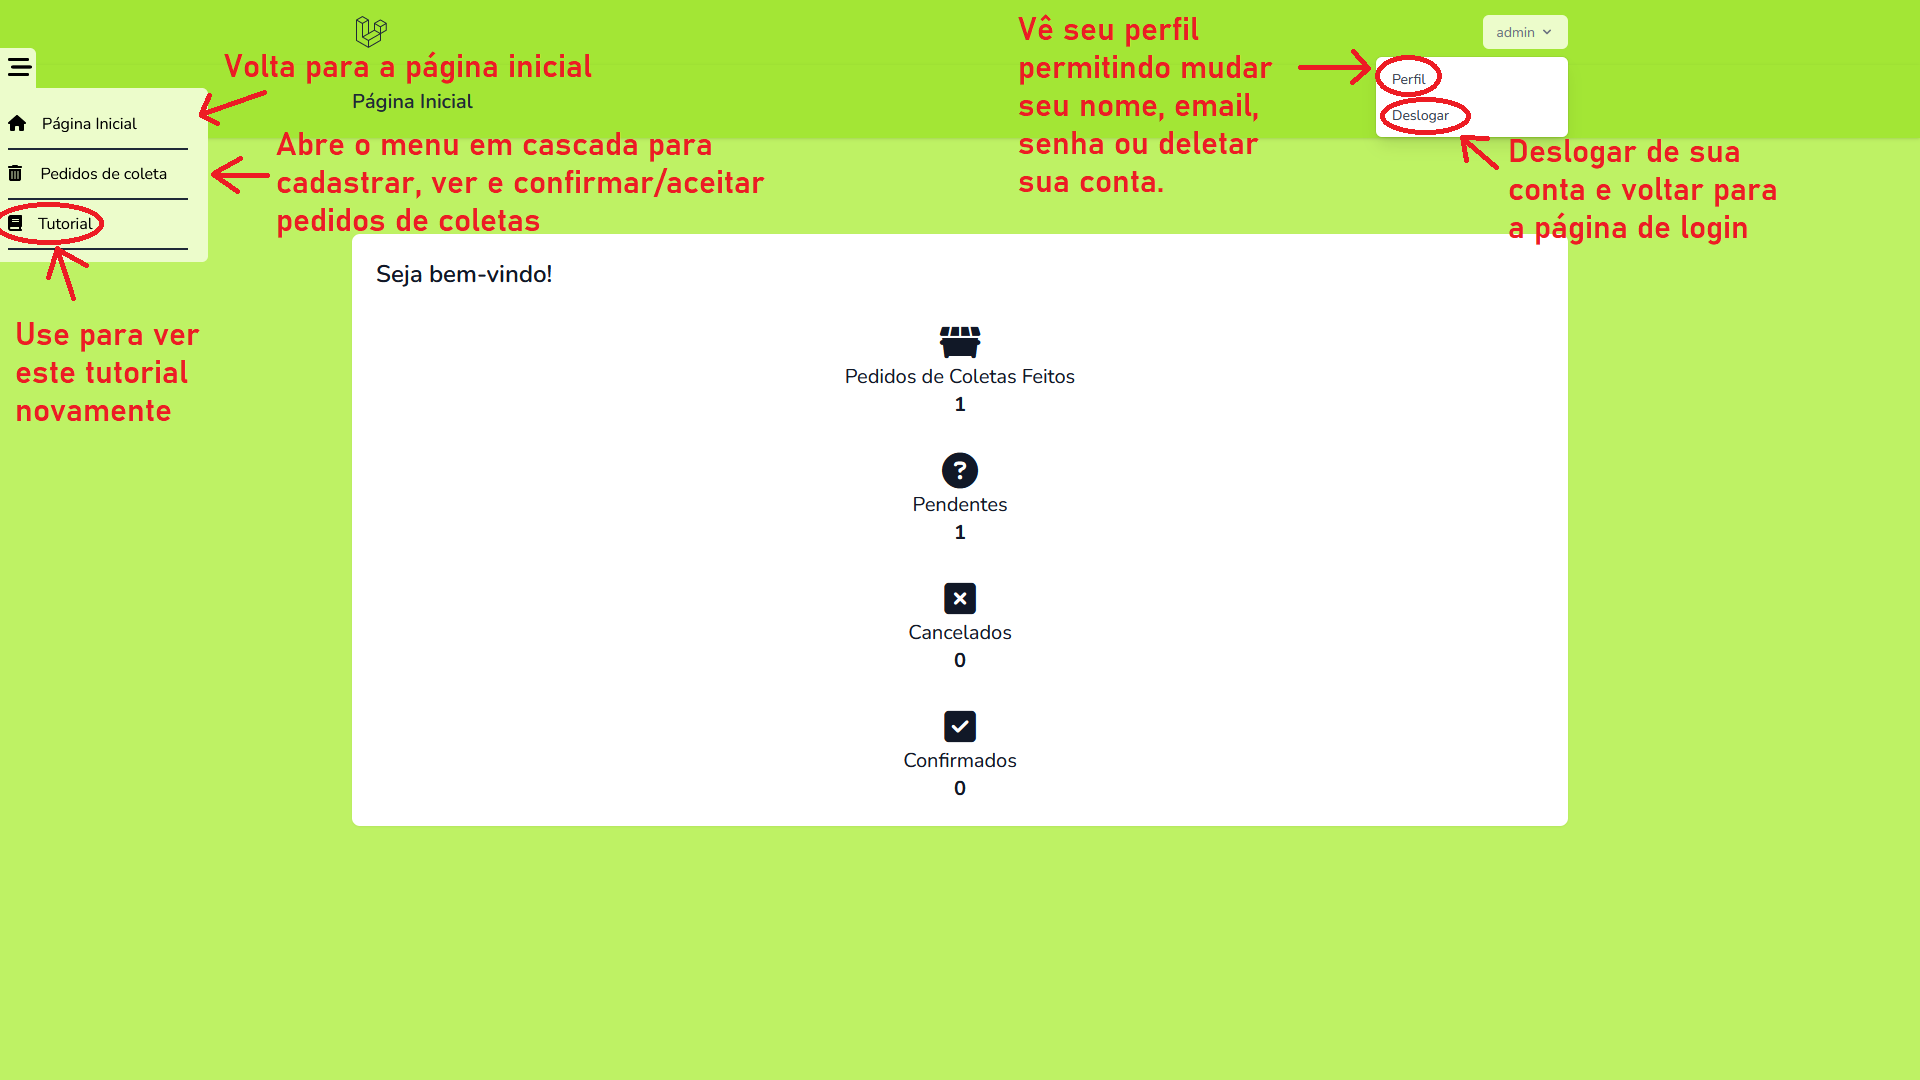 admin
Perfil
Deslogar
Vê seu perfil
permitindo mudar
seu nome, email,
senha ou deletar
sua conta.
Deslogar de sua
conta e voltar para
a página de login
Volta para a página inicial
Página Inicial
Página Inicial
Abre o menu em cascada para
cadastrar, ver e confirmar/aceitar
pedidos de coletas
Pedidos de coleta
Tutorial
Use para ver
este tutorial
novamente
Seja bem-vindo!
Pedidos de Coletas Feitos
1
Pendentes
1
Cancelados
0
Confirmados
0